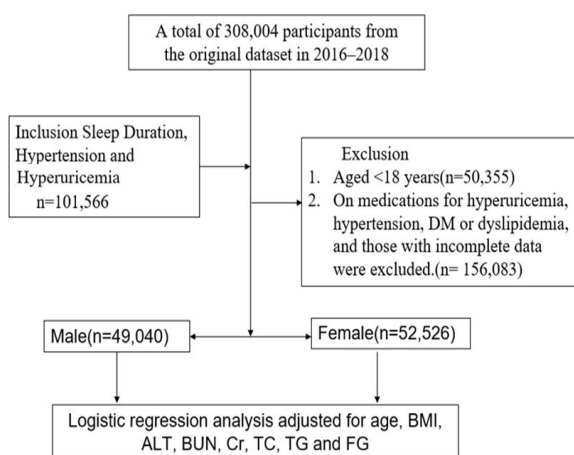 A total of 308,004 participants from
the original dataset in 2016–2018
Inclusion Sleep Duration,
Hypertension and
Hyperuricemia
n=101,566
Exclusion
1. Aged <18 years(n=50,355)
2. On medications for hyperuricemia,
hypertension, DM or dyslipidemia,
and those with incomplete data
were excluded.(n= 156,083)
Male(n=49,040)
Female(n=52,526)
Logistic regression analysis adjusted for age, BMI,
ALT, BUN, Cr, TC, TG and FG